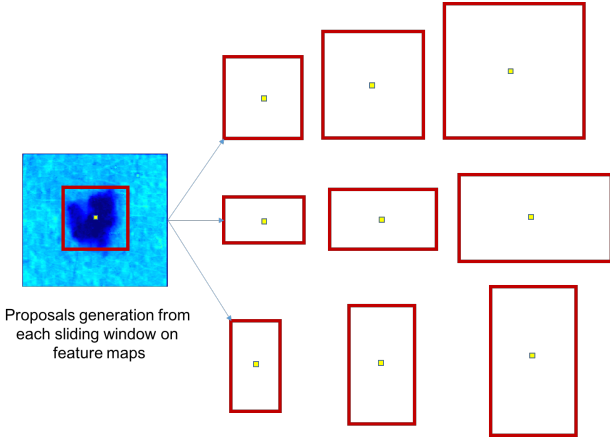 Proposals generation from
each sliding window on
feature maps